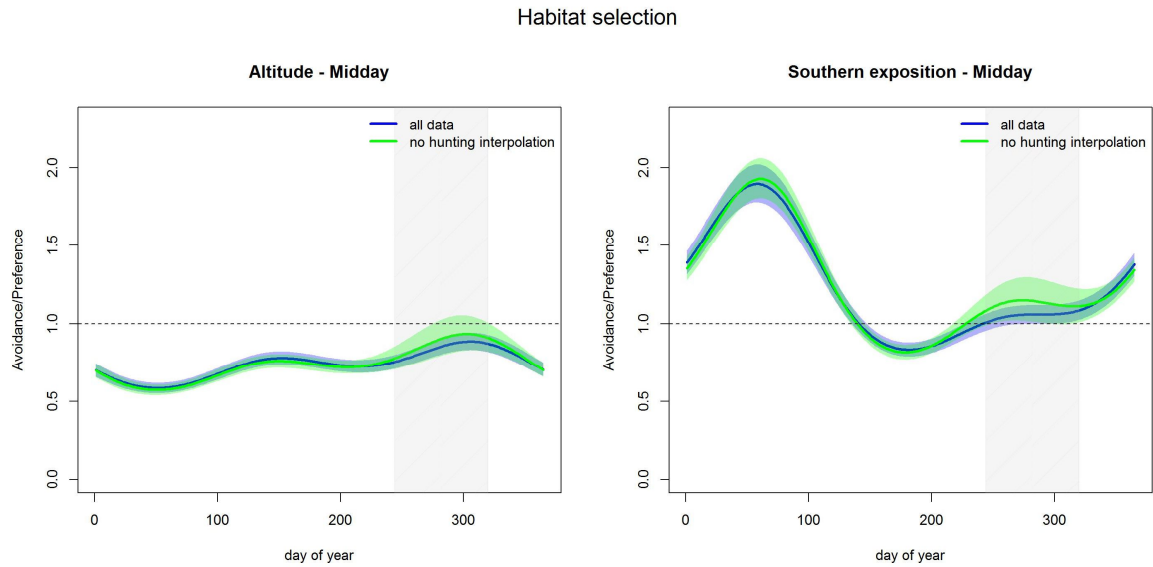 Habitat selection
Altitude - Midday
all data
no hunting interpolation
Avoidance/Preference
2.0
1.5
1.0
0.5
0.0
0 100 200 300
day of year
Southern exposition - Midday
all data
no hunting interpolation
Avoidance/Preference
2.0
1.5
1.0
0.5
0.0
0 100 200 300
day of year